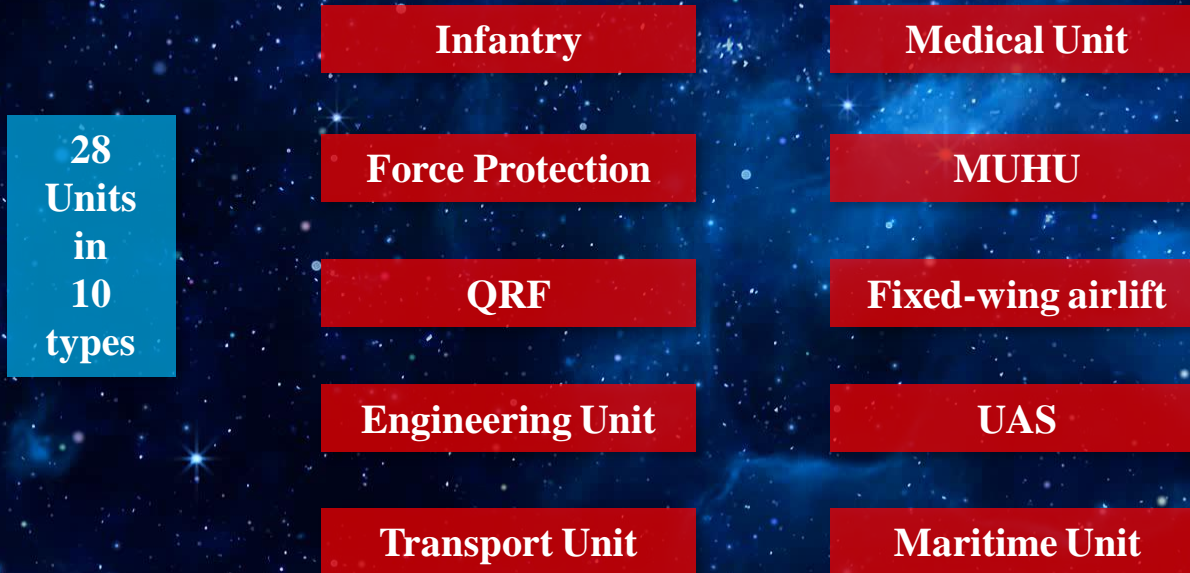 28
Units
in
10
types
Infantry
Force Protection
QRF
Engineering Unit
Transport Unit
Medical Unit
MUHU
Fixed-wing airlift
UAS
Maritime Unit